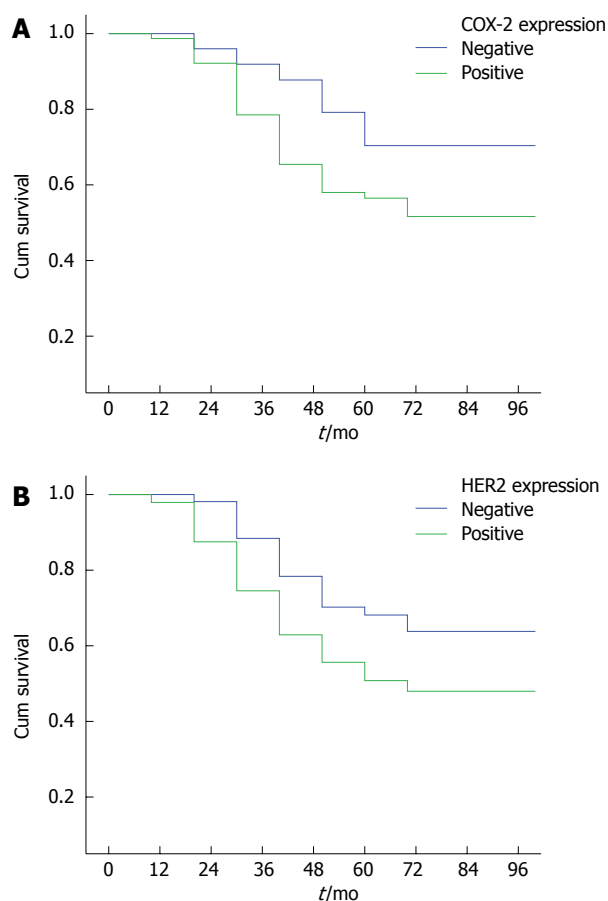 A
COX-2 expression
Negative
Positive
1.0
0.8
0.6
0.4
0.2
Cum survival
0 12 24 36 48 60 72 84 96
t/mo
B
HER2 expression
Negative
Positive
1.0
0.8
0.6
0.4
0.2
Cum survival
0 12 24 36 48 60 72 84 96
t/mo